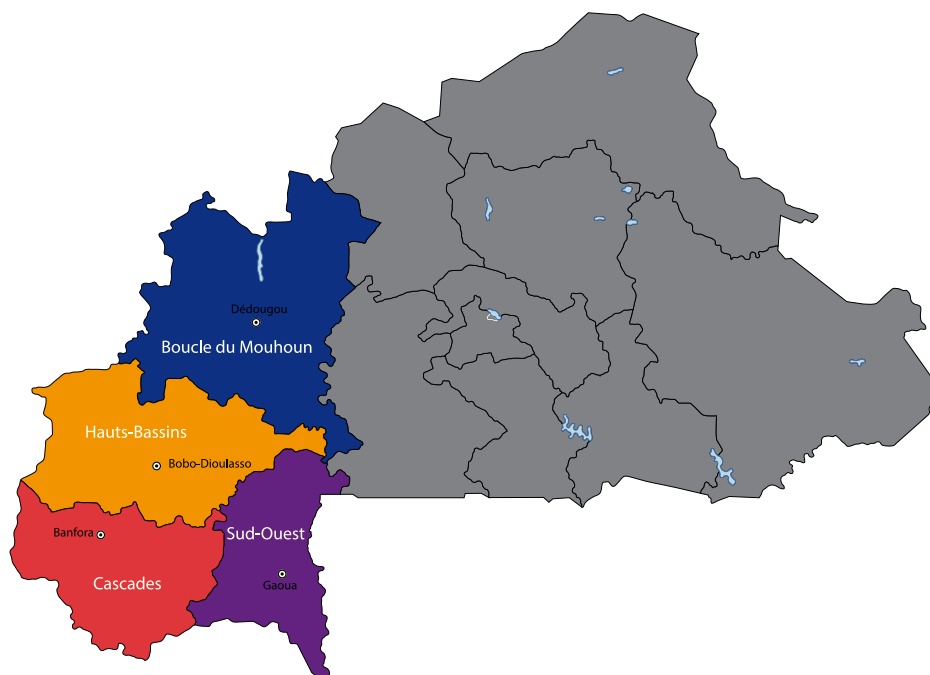 Dédougou
Boucle du Mouhoun
Hauts-Bassins
Bobo-Dioulasso
Banfora
Sud-Ouest
Cascades
Gaoua